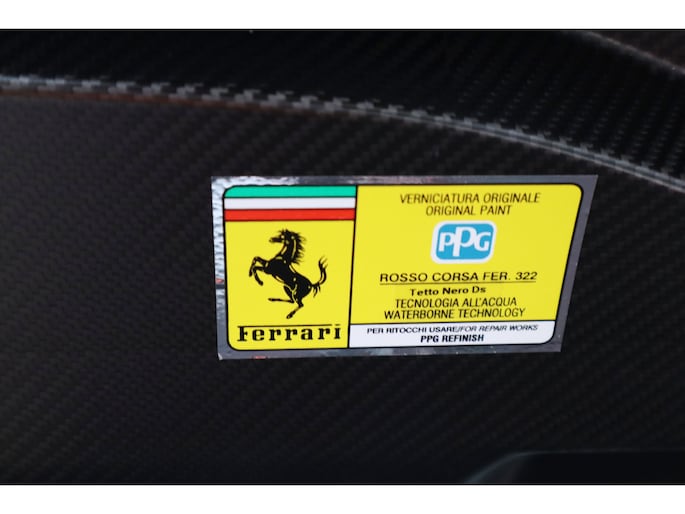 VERNICIATURA ORIGINALE
ORIGINAL PAINT
PPG
ROSSO CORSA FER. 322
Tetto Nero Ds
TECNOLOGIA ALL'ACQUA
WATERBORNE TECHNOLOGY
PER RITOCCHI USARE/FOR REPAIR WORKS
PPG REFINISH
Ferrari